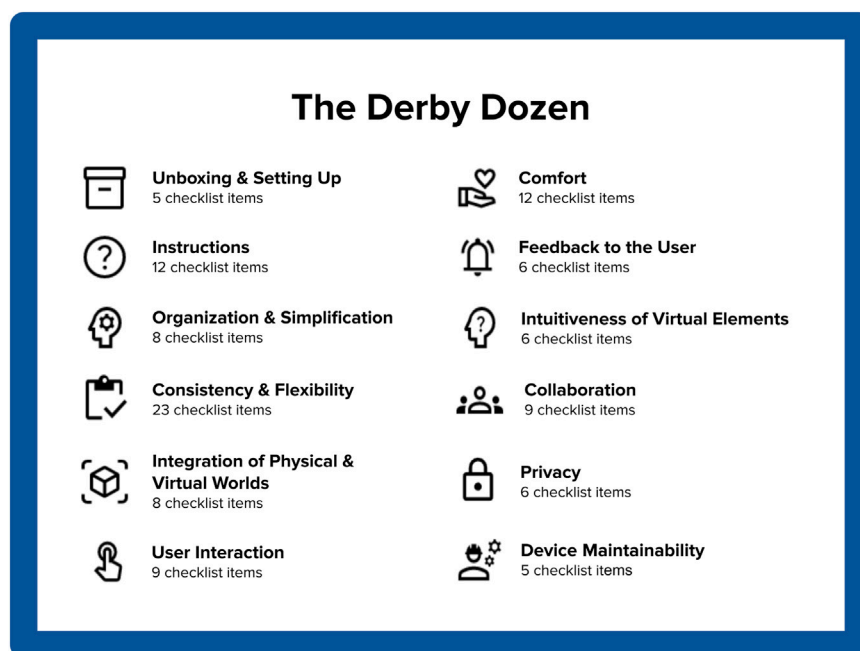 The Derby Dozen
Unboxing & Setting Up
5 checklist items
Instructions
12 checklist items
Organization & Simplification
8 checklist items
Consistency & Flexibility
23 checklist items
Integration of Physical &
Virtual Worlds
8 checklist items
User Interaction
9 checklist items
Comfort
12 checklist items
Feedback to the User
6 checklist items
Intuitiveness of Virtual Elements
6 checklist items
Collaboration
9 checklist items
Privacy
6 checklist items
Device Maintainability
5 checklist items